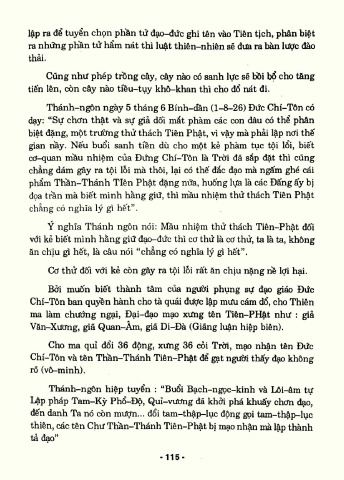 lập ra để tuyển chọn phần tử đạo–đức ghi tên vào Tiên tịch, phân biệt
ra những phần tử hẩm nát thì luật thiên–nhiên sẽ đưa ra bàn lược đào
thải.
Cũng như phép trồng cây, cây nào có sanh lực sẽ bồi bổ cho tăng
tiến lên, còn cây nào tiều–tụy khô–khan thì cho đổ nát đi.
Thánh–ngôn ngày 5 tháng 6 Bính–dần (1–8–26) Đức Chí–Tôn có
dạy: “Sự chơn thật và sự giả dối mắt phàm các con đâu có thể phân
biệt đặng, một trường thử thách Tiên Phật, vì vậy mà phải lập nơi thế
gian nầy. Nếu buổi sanh tiền dù cho một kẻ phàm tục tội lỗi, biết
cơ–quan mầu nhiệm của Đưng Chí–Tôn là Trời đã sắp đặt thì cũng
chẳng dám gây ra tội lỗi mà thôi, lại có thế đắc đạo mà ngấm ghé cái
phẩm Thần–Thánh TIên Phật đặng nữa, huống lựa là các Đấng ấy bị
đọa trần mà biết mình hằng giữ, thì mầu nhiệm thử thách Tiên Phật
chẳng có nghĩa lý gì hết”.
Ý nghĩa Thánh ngôn nói: Mầu nhiệm thử thách Tiên–Phật đối
với kẻ biết mình hằng giữ đạo–đức thì cơ thử là cơ thử, ta là ta, không
ăn chịu gì hết, là câu nói “chẳng có nghĩa lý gì hết”.
Cơ thử đối với kẻ còn gây ra tội lỗi rất ăn chịu nặng nề lợi hại.
Bởi muốn biết thành tâm của người phụng sự đạo giáo Đức
Chí–Tôn ban quyền hành cho tà quái được lập mưu cám dổ, cho Thiên
ma làm chướng ngại, Đại–đạo mạo xưng tên Tiên–PHật như : giả
Văn–Xương, giả Quan–Âm, giả Di–Đà (Giảng luận hiệp biên).
Cho ma quỉ đổi 36 động, xưng 36 cỏi Trời, mạo nhận tên Đức
Chí–Tôn và tên Thần–Thánh Tiên–Phật để gạt người thấy đạo không
rõ (vô–minh).
Thánh–ngôn hiệp tuyển : “Buổi Bạch–ngọc–kinh và Lôi–âm tự
Lập pháp Tam–Kỳ Phổ–Độ, Quỉ–vương đã khởi phá khuấy chơn đạo,
đến danh Ta nó còn mượn... đổi tam–thập–lục động gọi tam–thập–lục
thiên, các tên Chư Thần–Thánh Tiên–Phật bị mạo nhận mà lập thành
tả đạo”
- 115 -